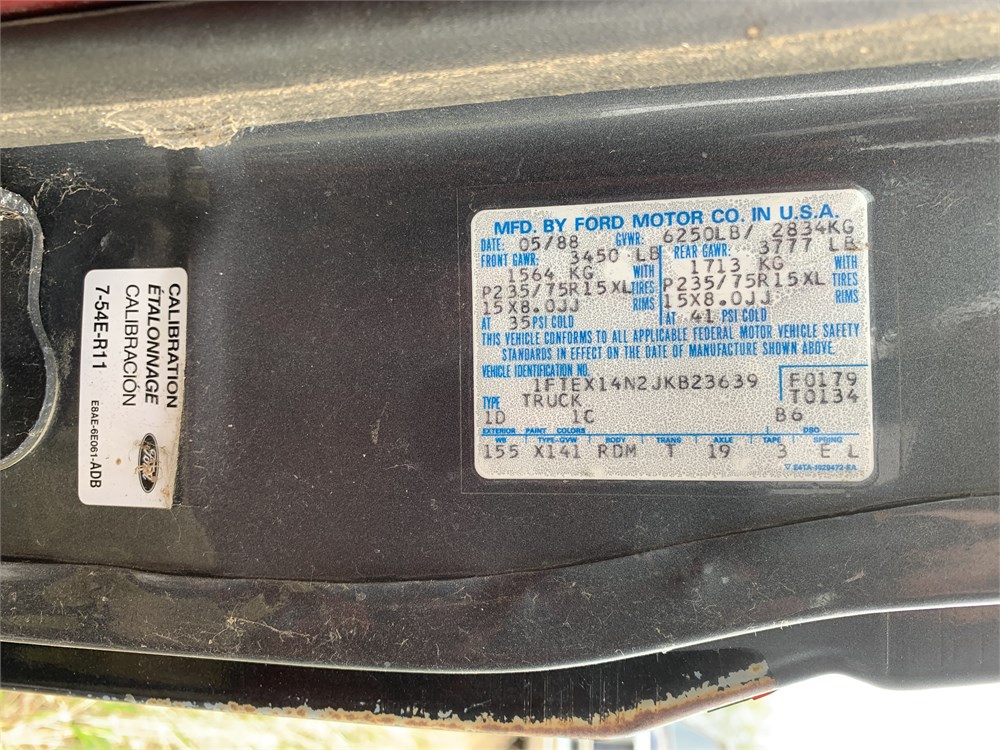 MFD. BY FORD MOTOR CO. IN U.S.A.
DATE: 05/88 GVWR: 6250LB/ 2834KG
FRONT GAWR: 3450 LB REAR GAWR: 3777 LB
1564 KG WITH 1713 KG WITH
P235/75R15XL TIRES P235/75R15XL TIRES
15X8.0JJ RIMS 15X8.0JJ RIMS
AT 35 PSI COLD AT 41 PSI COLD
THIS VEHICLE CONFORMS TO ALL APPLICABLE FEDERAL MOTOR VEHICLE SAFETY
STANDARDS IN EFFECT ON THE DATE OF MANUFACTURE SHOWN ABOVE.
VEHICLE IDENTIFICATION NO.
1FTEX14N2JKB23639 F0179
TYPE TRUCK T0134
1D 1C B6
EXTERIOR PAINT COLORS DSO
WB TYPE-GVW BODY TRANS AXLE TAPE SPRING
155 X141 RDM T 19 3 E L
CALIBRATION
ÉTALONNAGE
CALIBRACIÓN
7-54E-R11
Ford
E8AE-6E061-ADB